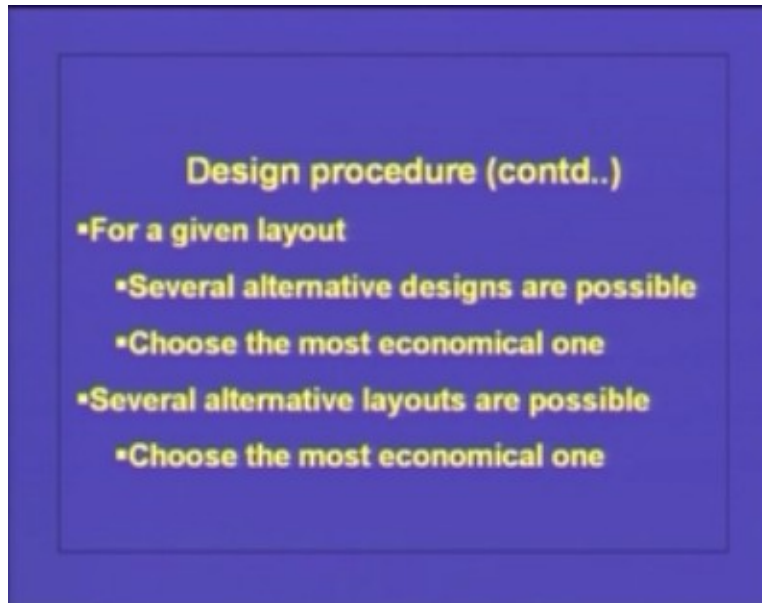 Design procedure (contd..)
▪For a given layout
▪Several alternative designs are possible
▪Choose the most economical one
▪Several alternative layouts are possible
▪Choose the most economical one